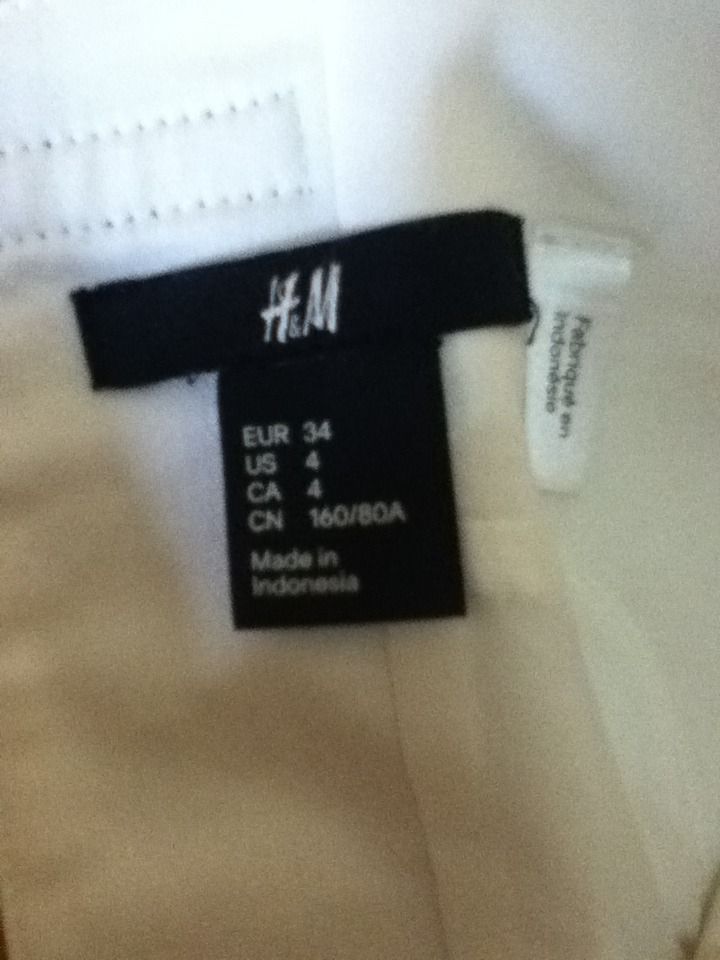 H&M
EUR 34
US 4
CA 4
CN 160/80A
Made in
Indonesia
Fabriqué en
Indonésie